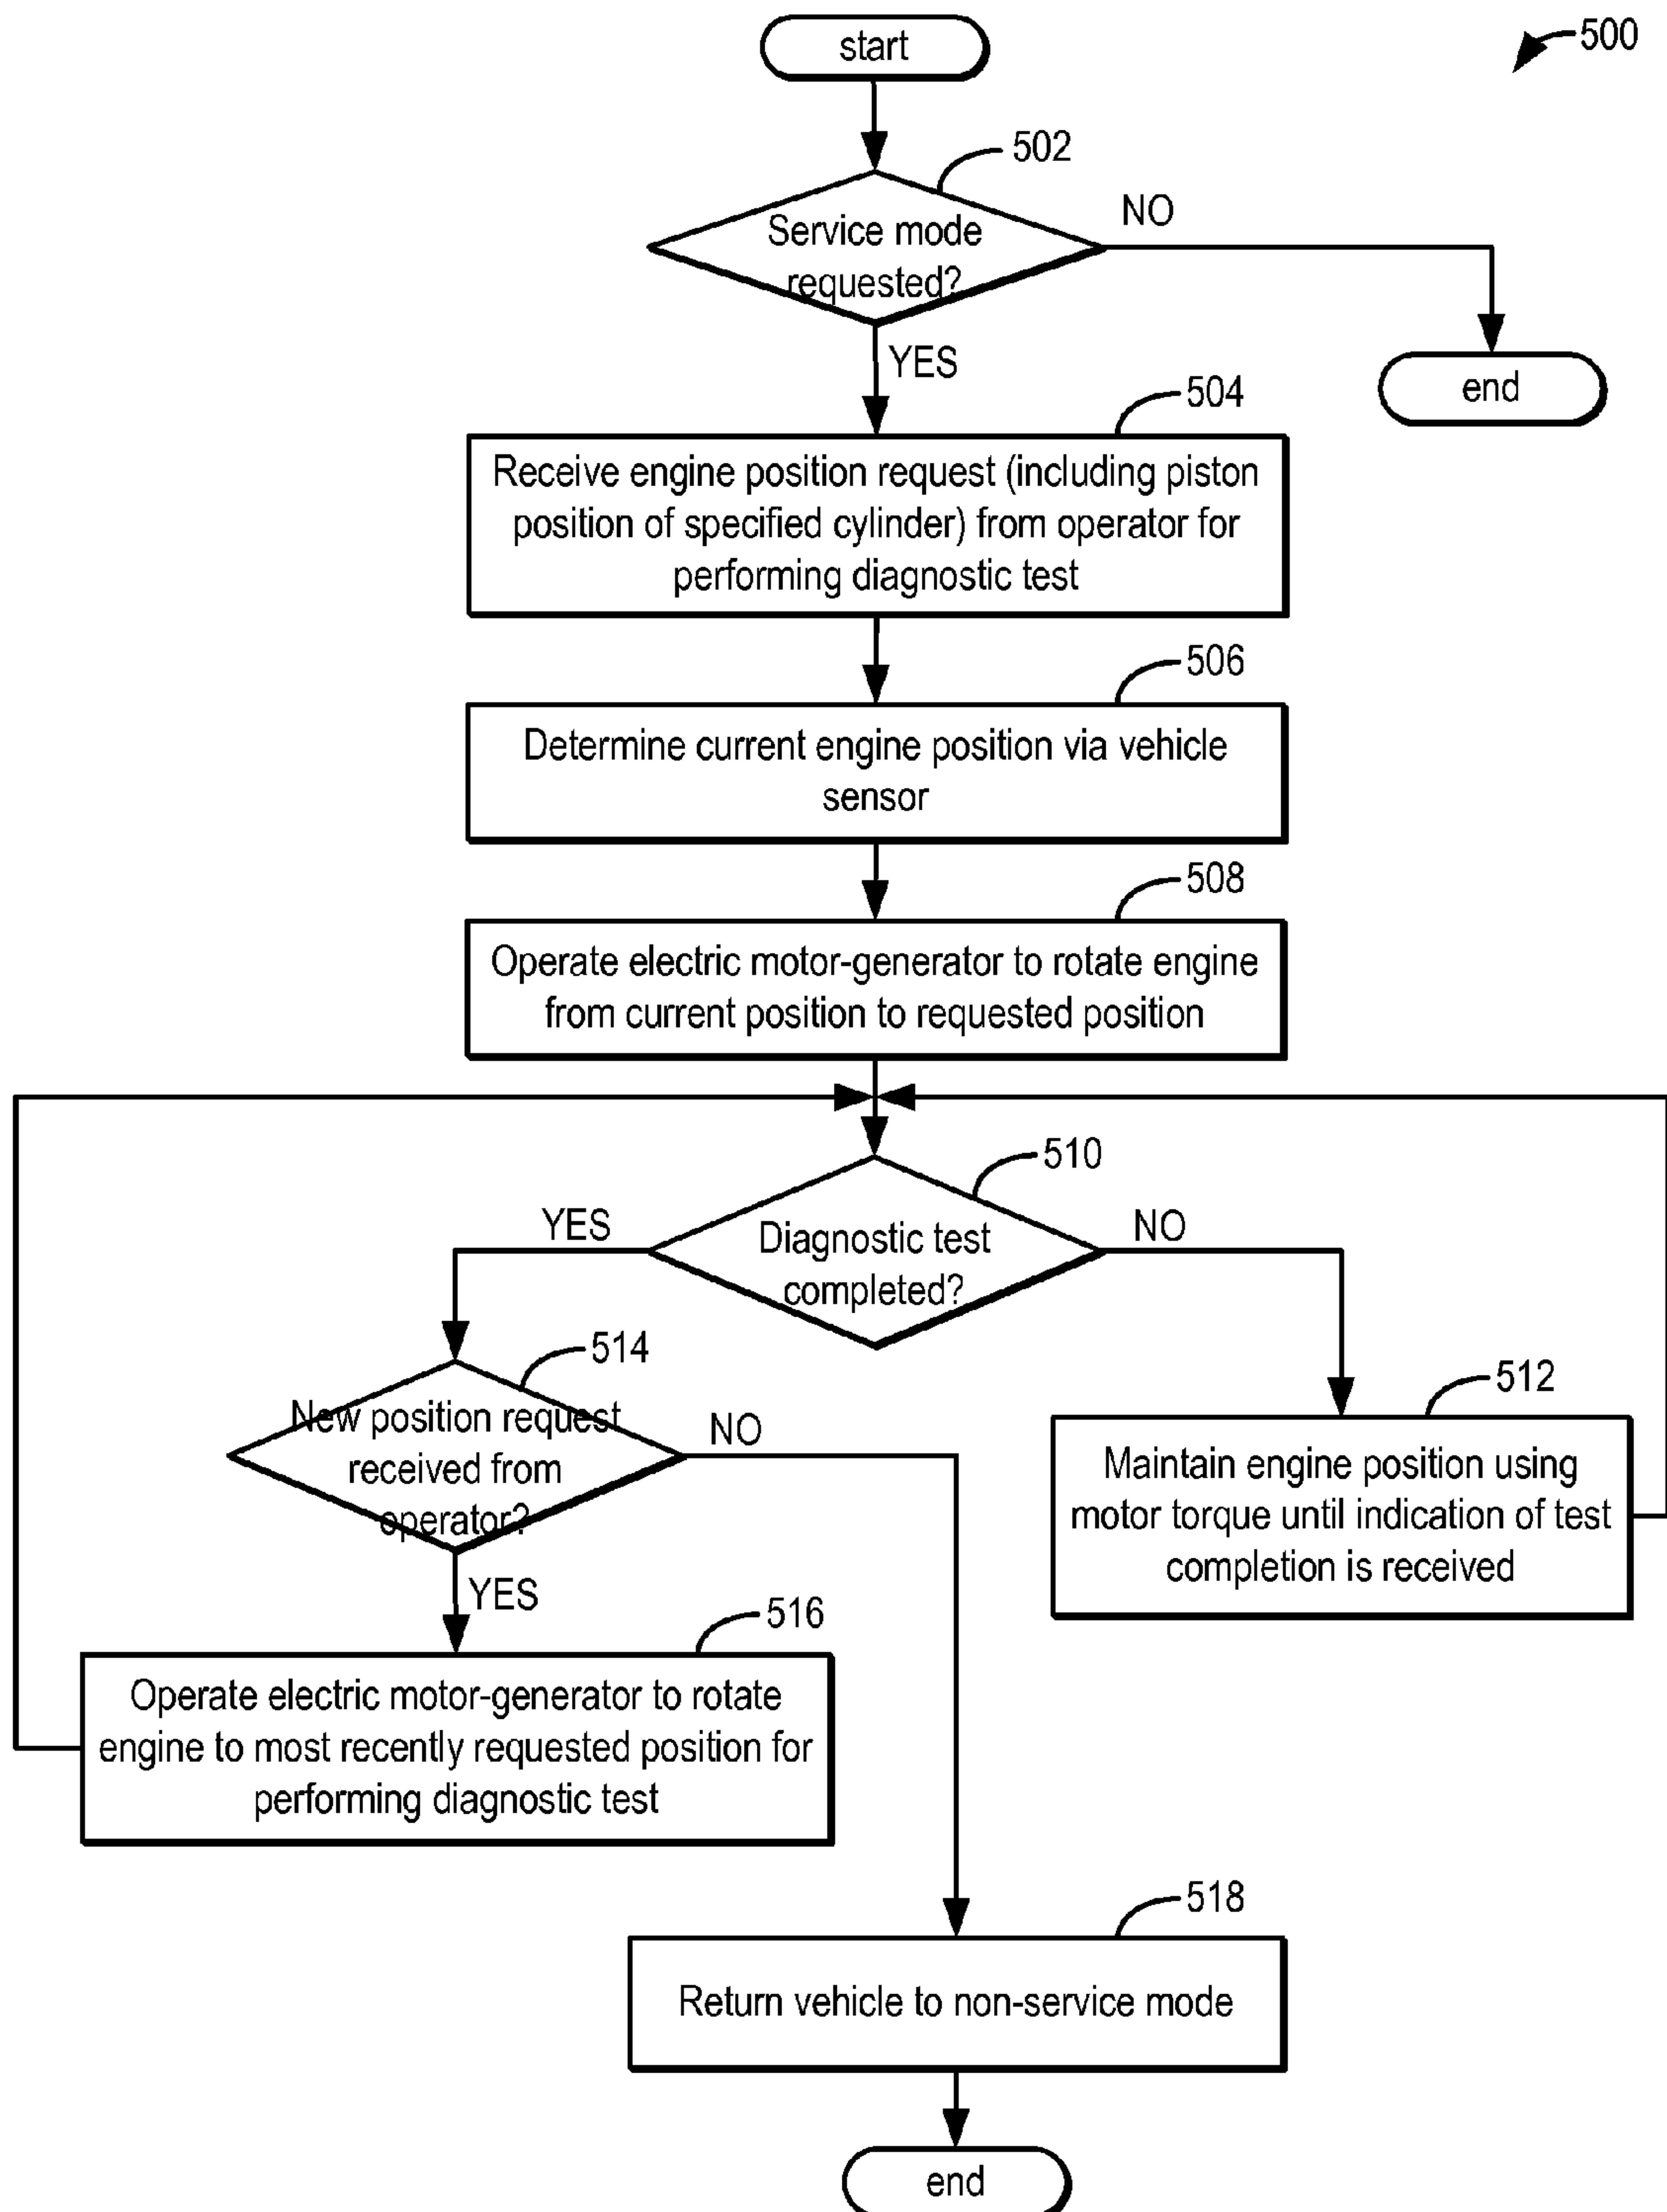 start
500
502
Service mode
requested?
NO
YES
end
504
Receive engine position request (including piston
position of specified cylinder) from operator for
performing diagnostic test
506
Determine current engine position via vehicle
sensor
508
Operate electric motor-generator to rotate engine
from current position to requested position
510
YES
Diagnostic test
completed?
NO
514
New position request
received from
operator?
NO
512
Maintain engine position using
motor torque until indication of test
completion is received
YES
516
Operate electric motor-generator to rotate
engine to most recently requested position for
performing diagnostic test
518
Return vehicle to non-service mode
end